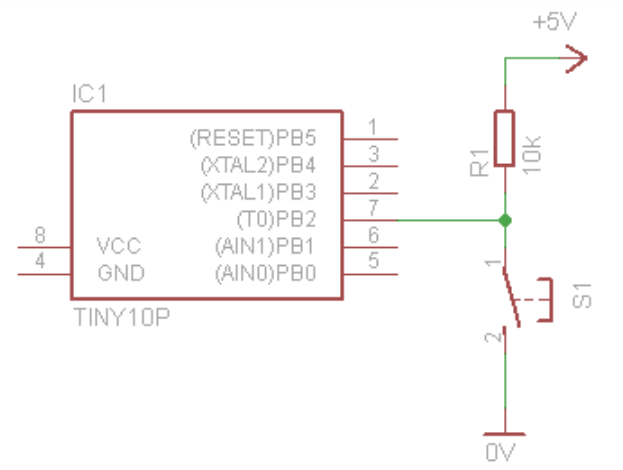 +5V
IC1
(RESET)PB5 1
(XTAL2)PB4 3
(XTAL1)PB3 2
(T0)PB2 7
8 VCC (AIN1)PB1 6
4 GND (AIN0)PB0 5
TINY10P
R1 10k
1
S1
2
0V